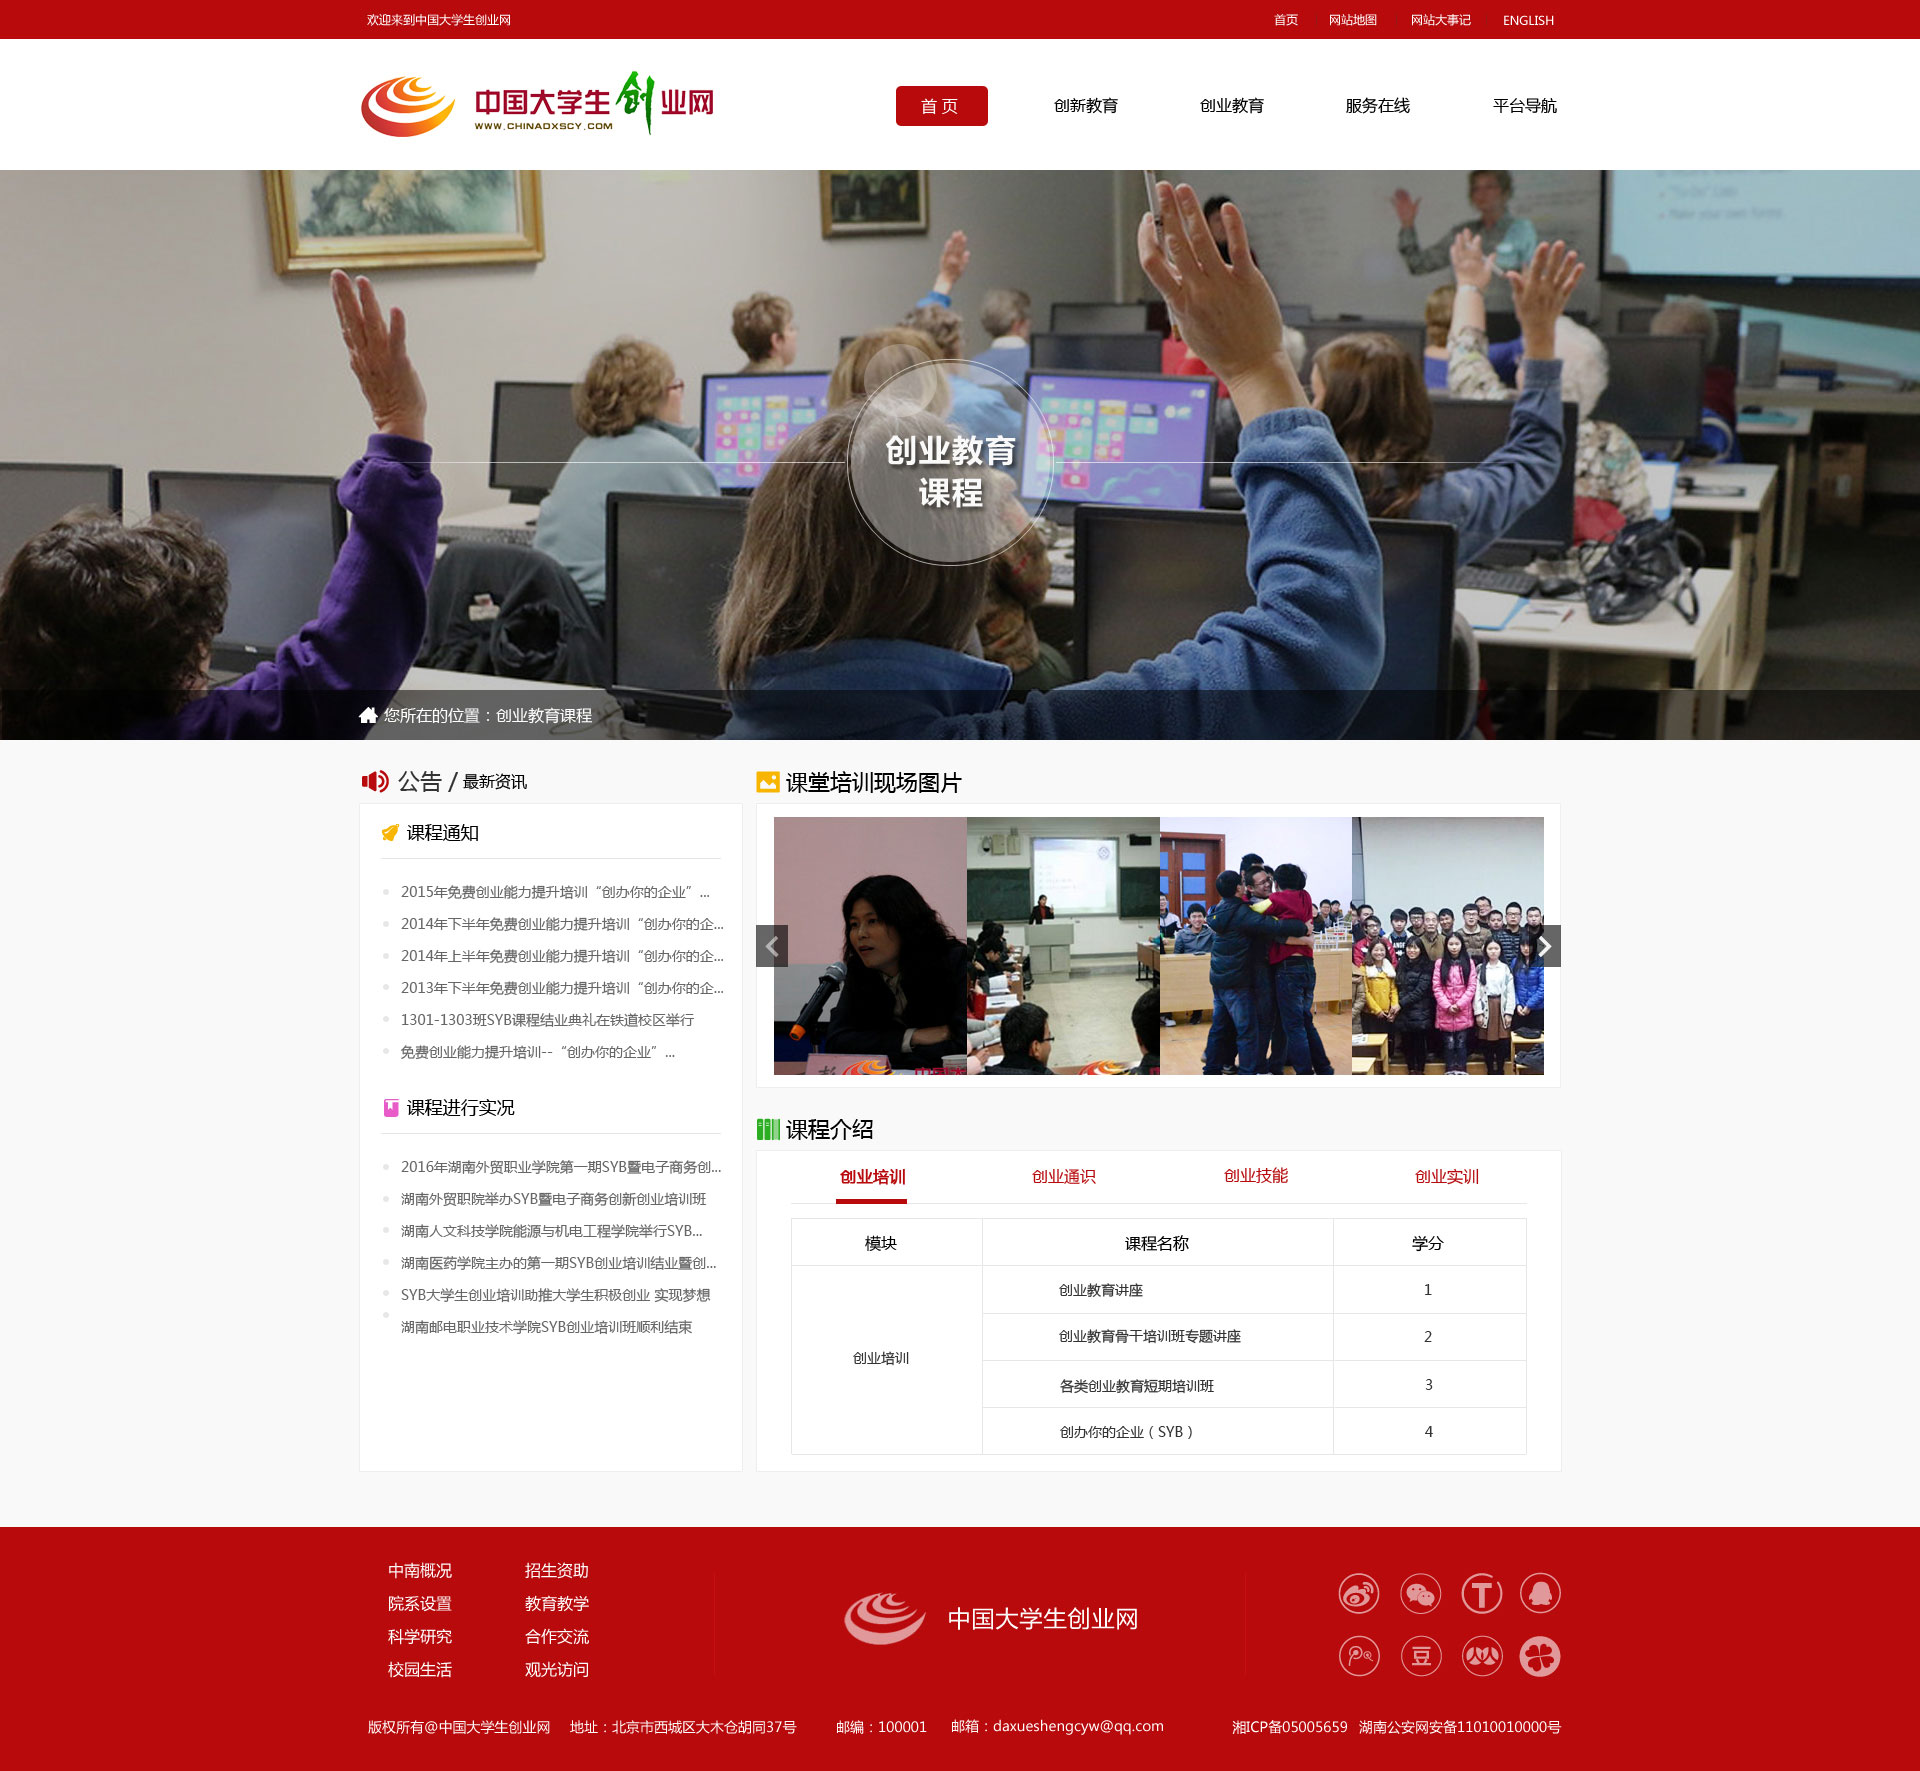 欢迎来到中国大学生创业网
首页 网站地图 网站大事记 ENGLISH
中国大学生创业网
WWW.CHINADXSCY.COM
首 页 创新教育 创业教育 服务在线 平台导航
创业教育
课程
您所在的位置：创业教育课程
公告 / 最新资讯
课程通知
2015年免费创业能力提升培训“创办你的企业”...
2014年下半年免费创业能力提升培训“创办你的企...
2014年上半年免费创业能力提升培训“创办你的企...
2013年下半年免费创业能力提升培训“创办你的企...
1301-1303班SYB课程结业典礼在铁道校区举行
免费创业能力提升培训--“创办你的企业”...
课程进行实况
2016年湖南外贸职业学院第一期SYB暨电子商务创...
湖南外贸职院举办SYB暨电子商务创新创业培训班
湖南人文科技学院能源与机电工程学院举行SYB...
湖南医药学院主办的第一期SYB创业培训结业暨创...
SYB大学生创业培训助推大学生积极创业 实现梦想
湖南邮电职业技术学院SYB创业培训班顺利结束
课堂培训现场图片
课程介绍
创业培训 创业通识 创业技能 创业实训
模块 课程名称 学分
创业培训
创业教育讲座 1
创业教育骨干培训班专题讲座 2
各类创业教育短期培训班 3
创办你的企业（SYB） 4
中南概况 招生资助
院系设置 教育教学
科学研究 合作交流
校园生活 观光访问
中国大学生创业网
版权所有@中国大学生创业网 地址：北京市西城区大木仓胡同37号 邮编：100001 邮箱：daxueshengcyw@qq.com 湘ICP备05005659 湖南公安网安备11010010000号